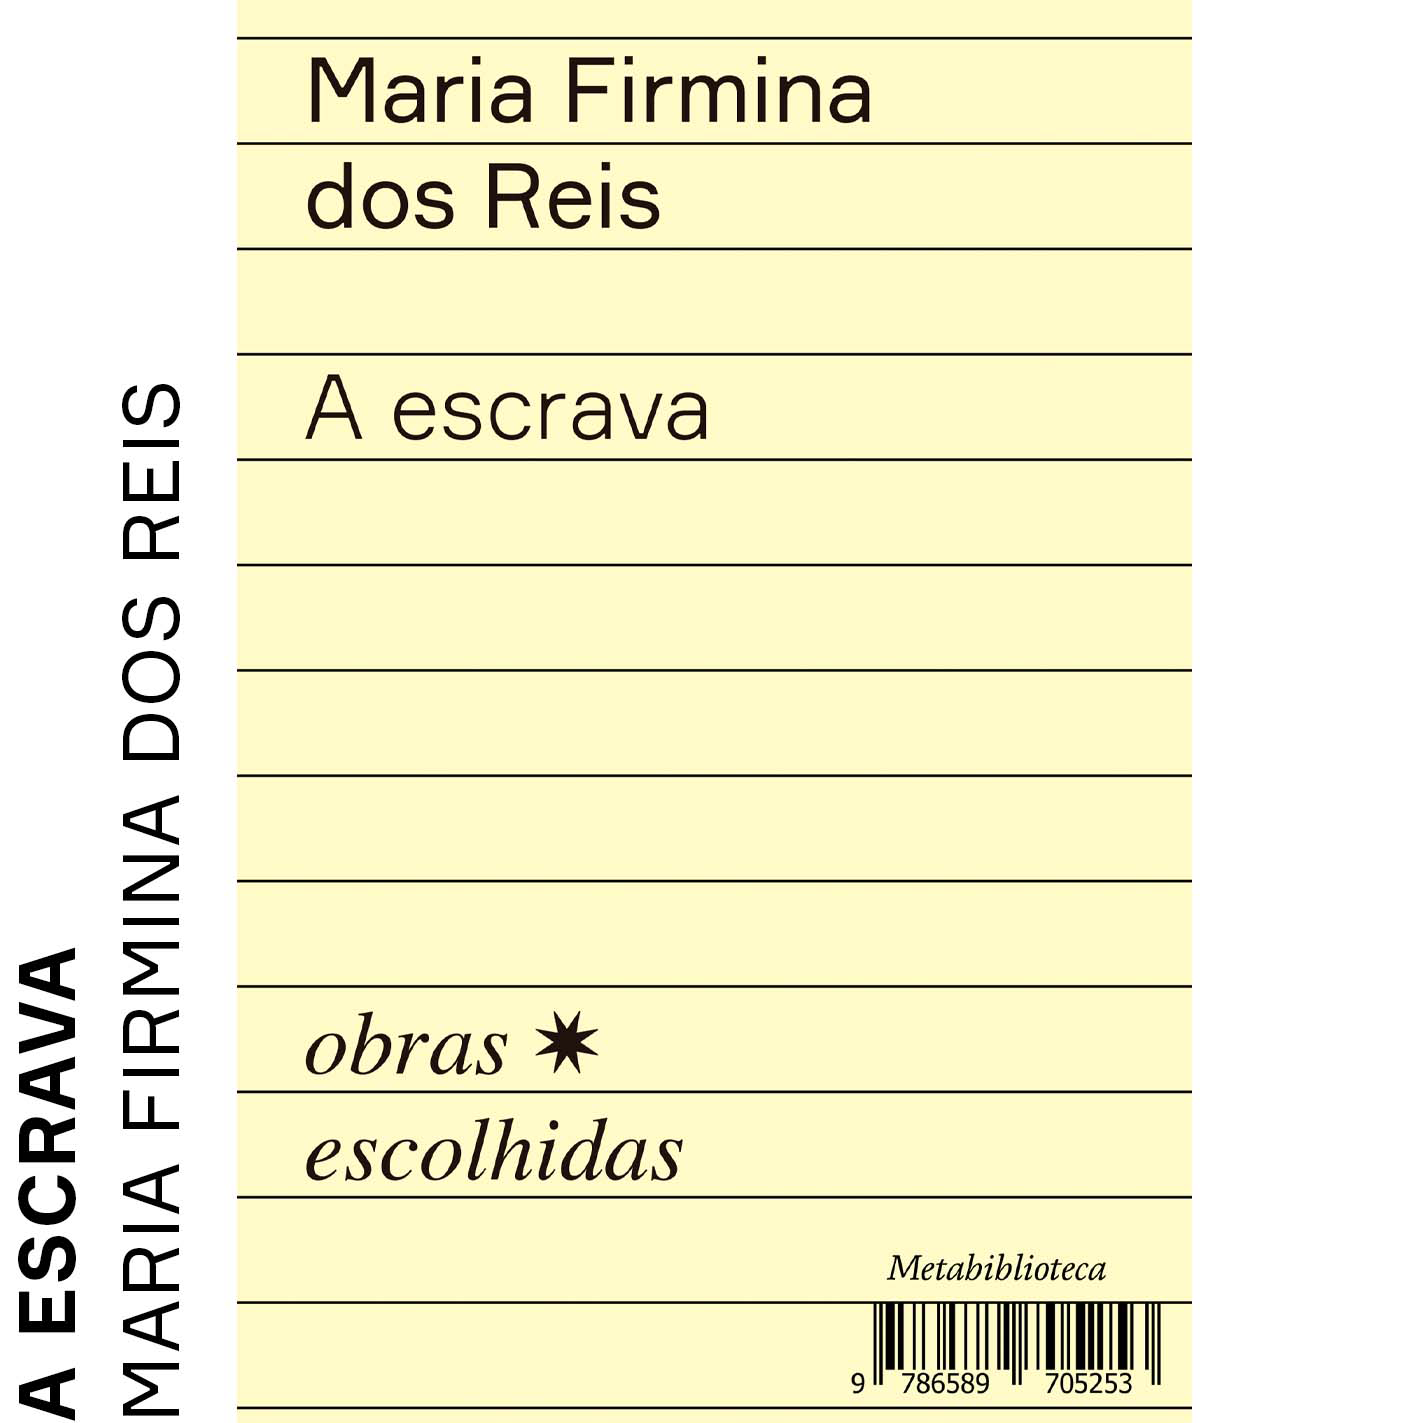 A ESCRAVA
MARIA FIRMINA DOS REIS
Maria Firmina
dos Reis
A escrava
obras
escolhidas
Metabiblioteca
9 786589 705253